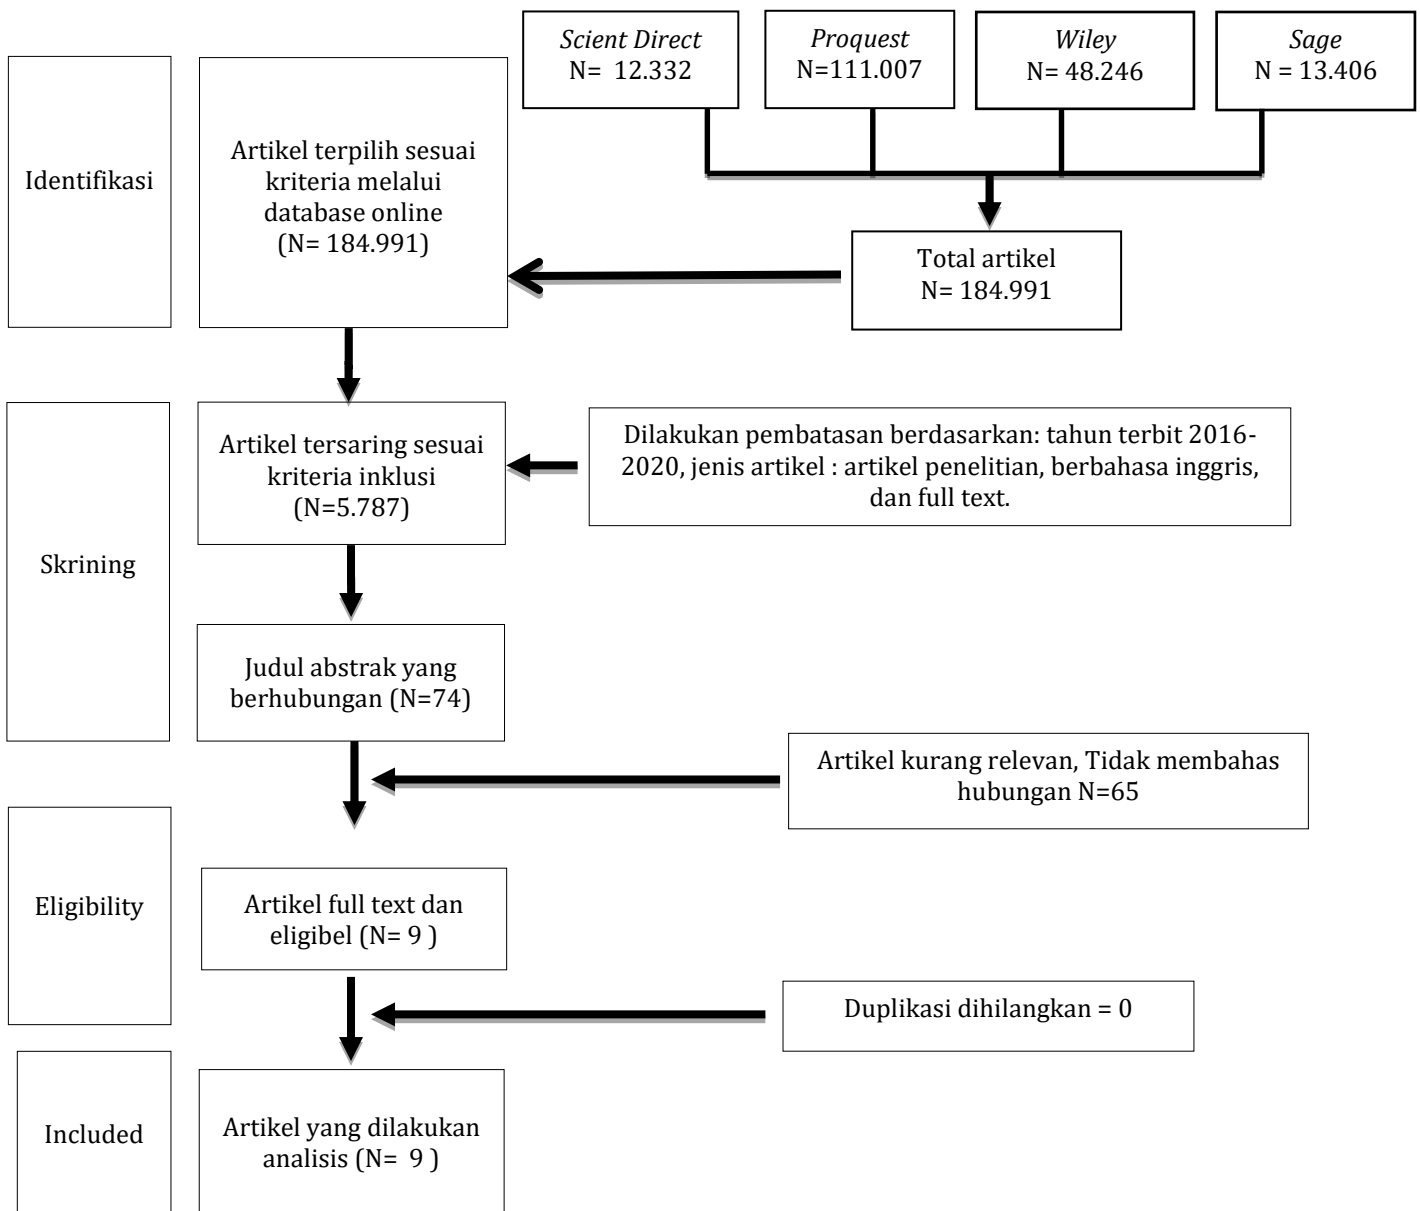 Scient Direct
N=  12.332
Proquest
N=111.007
Wiley
N= 48.246
Sage
N = 13.406
Identifikasi
Artikel terpilih sesuai
kriteria melalui
database online
(N= 184.991)
Total artikel
N= 184.991
Skrining
Artikel tersaring sesuai
kriteria inklusi
(N=5.787)
Dilakukan pembatasan berdasarkan: tahun terbit 2016-
2020, jenis artikel : artikel penelitian, berbahasa inggris,
dan full text.
Judul abstrak yang
berhubungan (N=74)
Artikel kurang relevan, Tidak membahas
hubungan N=65
Eligibility
Artikel full text dan
eligibel (N= 9 )
Duplikasi dihilangkan = 0
Included
Artikel yang dilakukan
analisis (N=  9 )